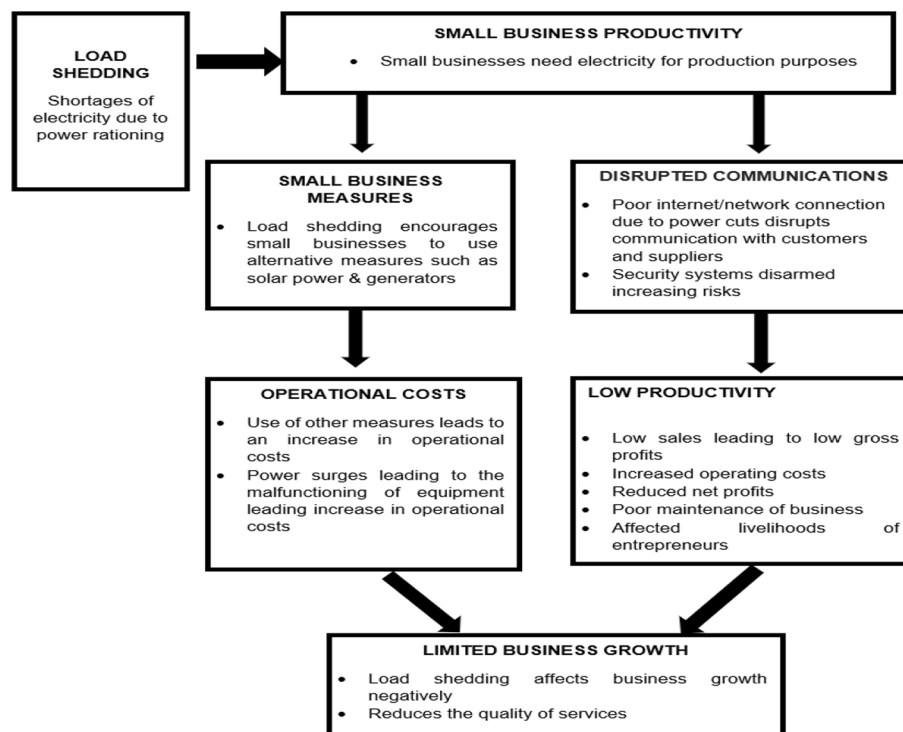 LOAD
SHEDDING
Shortages of
electricity due to
power rationing
SMALL BUSINESS PRODUCTIVITY
• Small businesses need electricity for production purposes
SMALL BUSINESS
MEASURES
• Load shedding encourages
small businesses to use
alternative measures such as
solar power & generators
DISRUPTED COMMUNICATIONS
• Poor internet/network connection
due to power cuts disrupts
communication with customers
and suppliers
• Security systems disarmed
increasing risks
OPERATIONAL COSTS
• Use of other measures leads to
an increase in operational
costs
• Power surges leading to the
malfunctioning of equipment
leading increase in operational
costs
LOW PRODUCTIVITY
• Low sales leading to low gross
profits
• Increased operating costs
• Reduced net profits
• Poor maintenance of business
• Affected livelihoods of
entrepreneurs
LIMITED BUSINESS GROWTH
• Load shedding affects business growth
negatively
• Reduces the quality of services